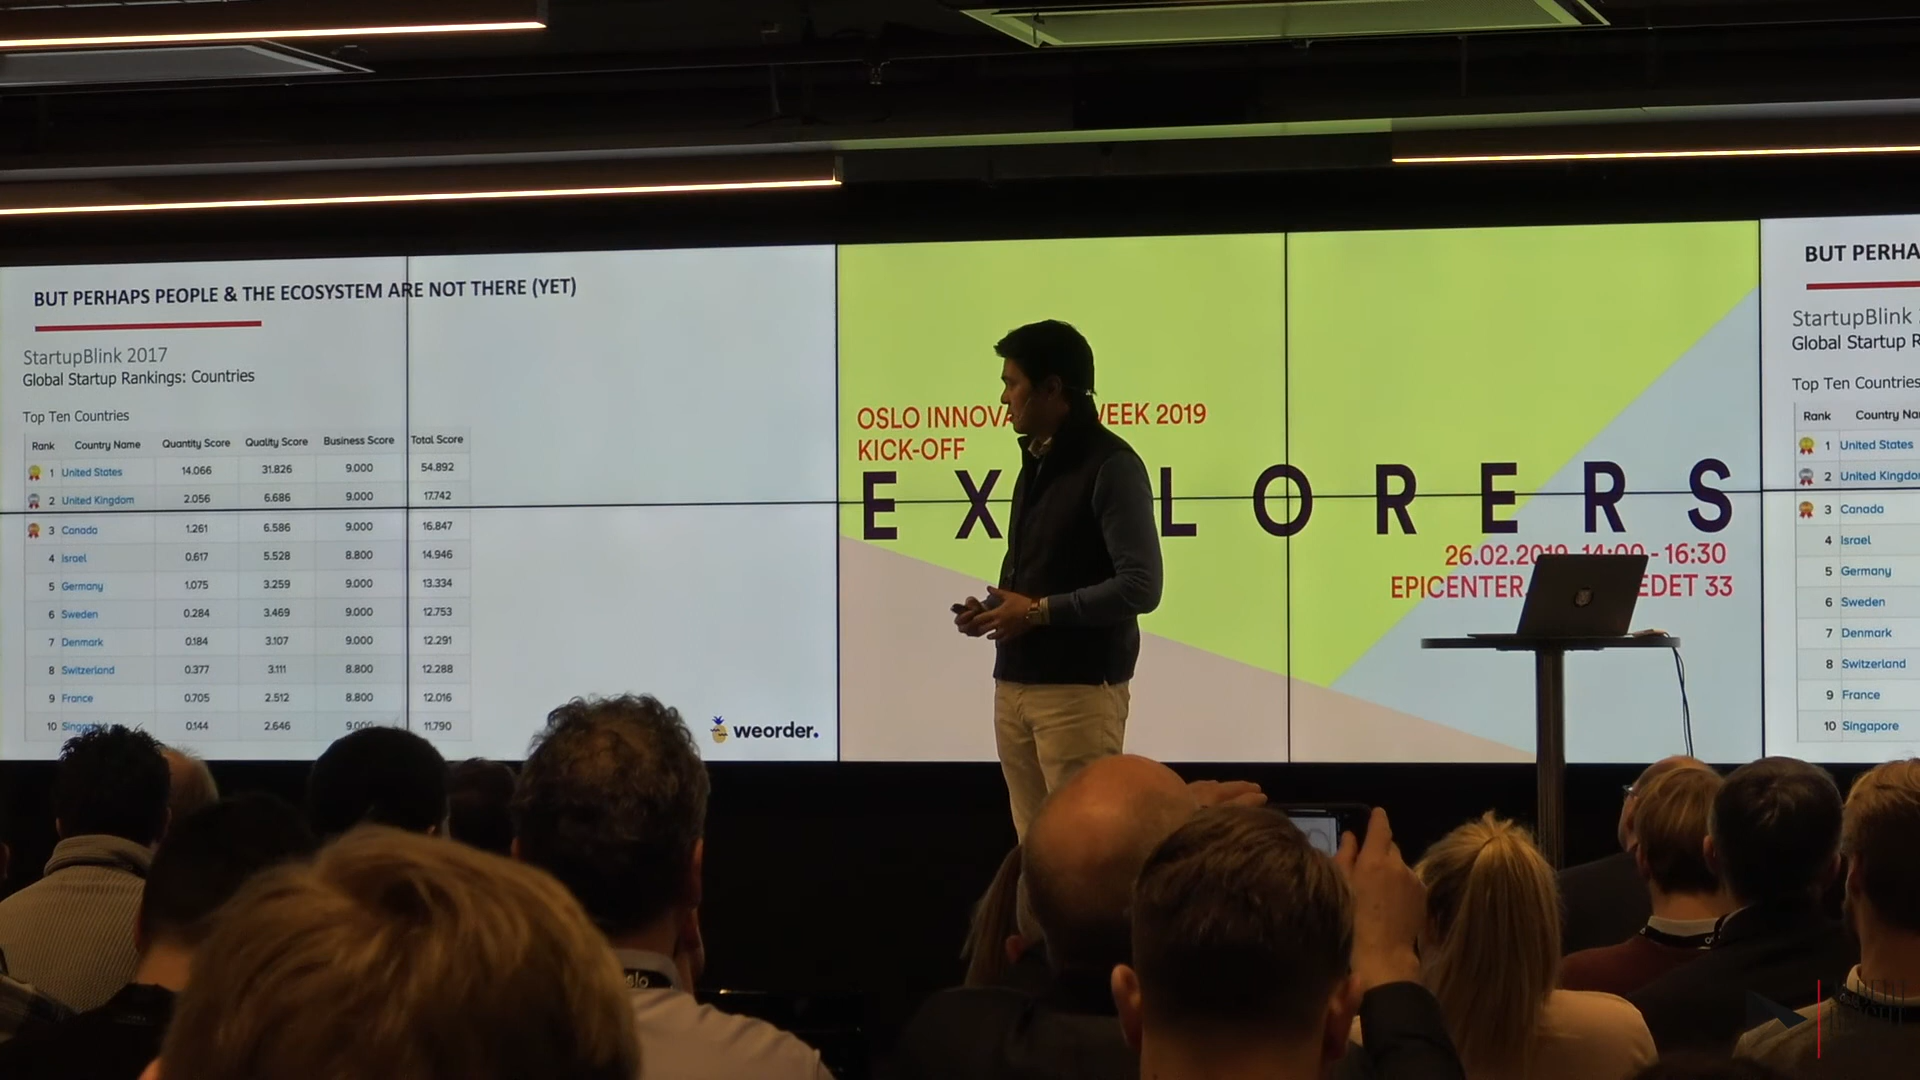 BUT PERHAPS PEOPLE & THE ECOSYSTEM ARE NOT THERE (YET)
StartupBlink 2017
Global Startup Rankings: Countries
Top Ten Countries
Rank Country Name Quantity Score Quality Score Business Score Total Score
1 United States 14.066 31.826 9.000 54.892
2 United Kingdom 2.056 6.686 9.000 17.742
3 Canada 1.261 6.586 9.000 16.847
4 Israel 0.617 5.528 8.800 14.946
5 Germany 1.075 3.259 9.000 13.334
6 Sweden 0.284 3.469 9.000 12.753
7 Denmark 0.184 3.107 9.000 12.291
8 Switzerland 0.377 3.111 8.800 12.288
9 France 0.705 2.512 8.800 12.016
10 0.144 2.646 9.000 11.790
weorder.
OSLO WEEK 2019
KICK-OFF
EX LORERS
26.02.2019 14:00 - 16:30
EPICENTER 33
BUT
StartupBlink
Global Startup
Top Ten Countries
Rank Country
1 United States
2 United
3 Canada
4 Israel
5 Germany
6 Sweden
7 Denmark
8 Switzerland
9 France
10 Singapore